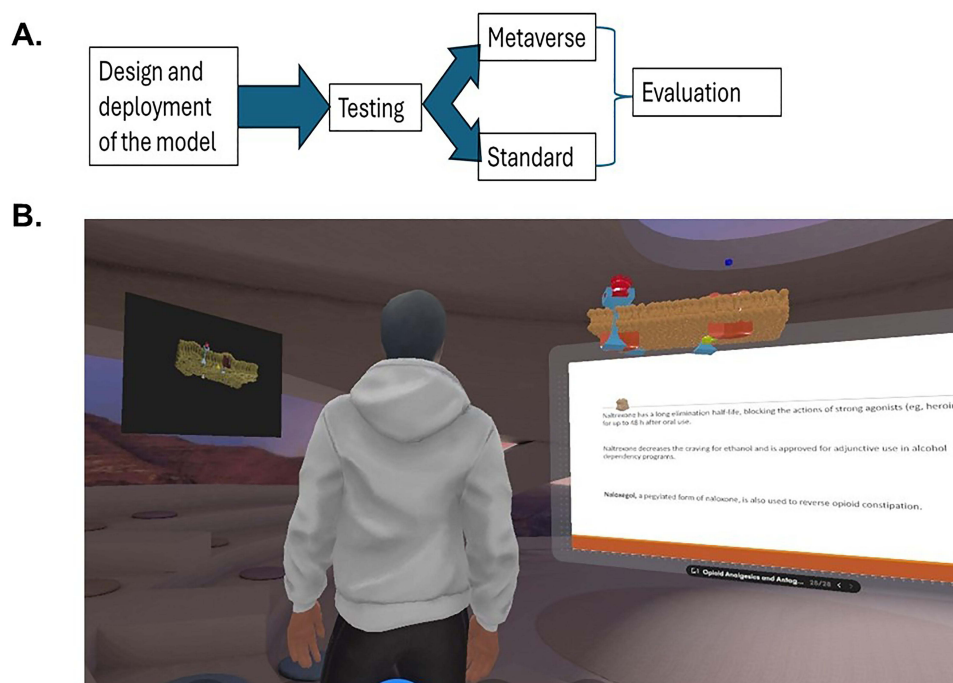 A.
Design and
deployment
of the model
Testing
Metaverse
Standard
Evaluation
B.
Naltrexone has a long elimination half-life, blocking the actions of strong agonists (eg, heroin
for up to 48 h after oral use.
Naltrexone decreases the craving for ethanol and is approved for adjunctive use in alcohol
dependency programs.
Naloxegol, a pegylated form of naloxone, is also used to reverse opioid constipation.
Opioid Analgesics and Antag... 28/28